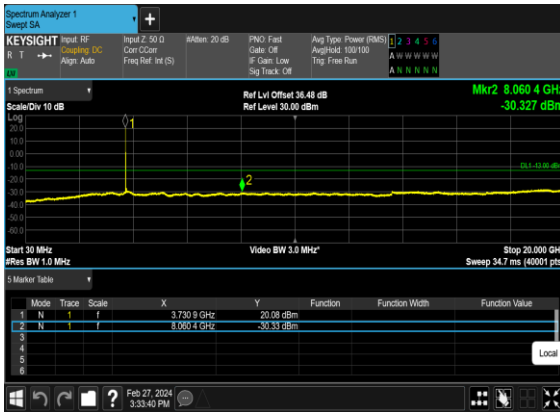 Spectrum Analyzer 1
Swept SA
+
KEYSIGHT
R T
LNI
Input: RF
Coupling: DC
Align: Auto
Input Z: 50 Ω
Corr CCorr
Freq Ref: Int (S)
#Atten: 20 dB
PNO: Fast
Gate: Off
IF Gain: Low
Sig Track: Off
Avg Type: Power (RMS)
Avg|Hold: 100/100
Trig: Free Run
1 2 3 4 5 6
A W W W W W
A N N N N N
1 Spectrum
Scale/Div 10 dB
Ref Lvl Offset 36.48 dB
Ref Level 30.00 dBm
Mkr2 8.060 4 GHz
-30.327 dBm
Log
20.0
10.0
0.00
-10.0
-20.0
-30.0
-40.0
-50.0
-60.0
1
2
DL1 -13.00 dBm
Start 30 MHz
#Res BW 1.0 MHz
Video BW 3.0 MHz*
Stop 20.000 GHz
Sweep 34.7 ms (40001 pts)
5 Marker Table
Mode Trace Scale X Y Function Function Width Function Value
1 N 1 f 3.730 9 GHz 20.08 dBm
2 N 1 f 8.060 4 GHz -30.33 dBm
3
4
5
6
Local
?
Feb 27, 2024
3:33:40 PM